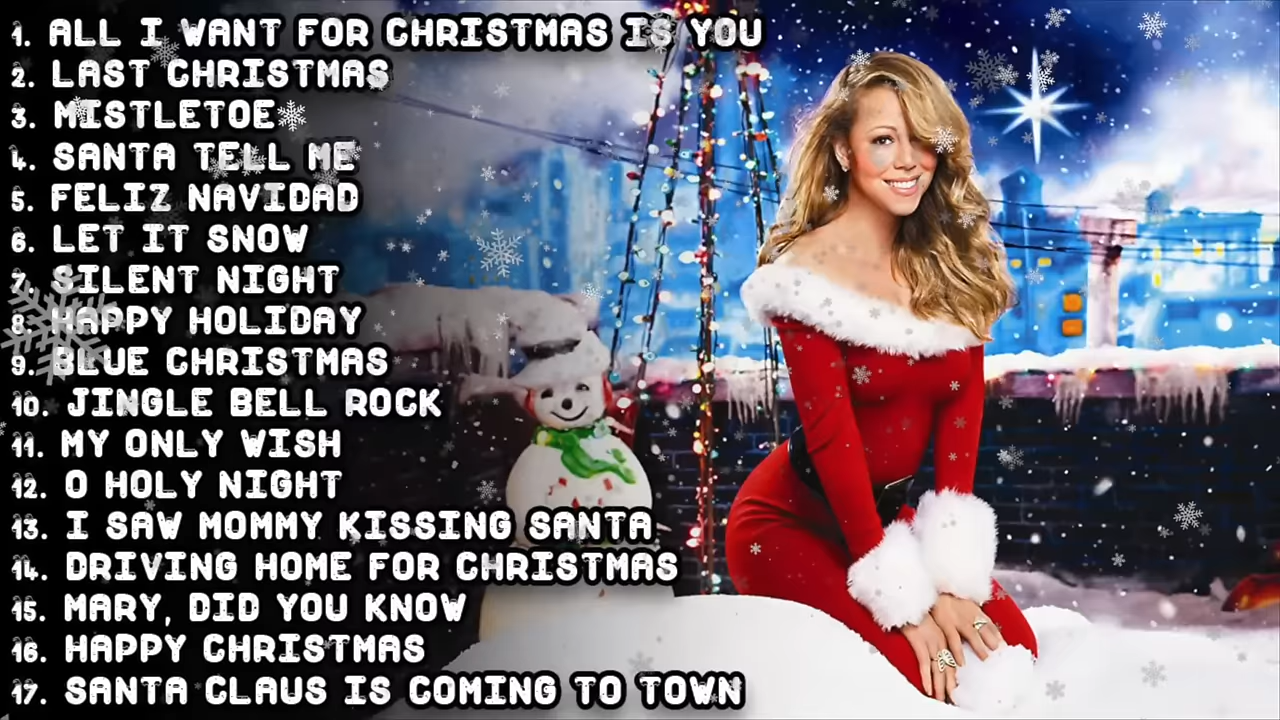 1. ALL I WANT FOR CHRISTMAS IS YOU
2. LAST CHRISTMAS
3. MISTLETOE
4. SANTA TELL ME
5. FELIZ NAVIDAD
6. LET IT SNOW
7. SILENT NIGHT
8. HAPPY HOLIDAY
9. BLUE CHRISTMAS
10. JINGLE BELL ROCK
11. MY ONLY WISH
12. O HOLY NIGHT
13. I SAW MOMMY KISSING SANTA
14. DRIVING HOME FOR CHRISTMAS
15. MARY, DID YOU KNOW
16. HAPPY CHRISTMAS
17. SANTA CLAUS IS COMING TO TOWN